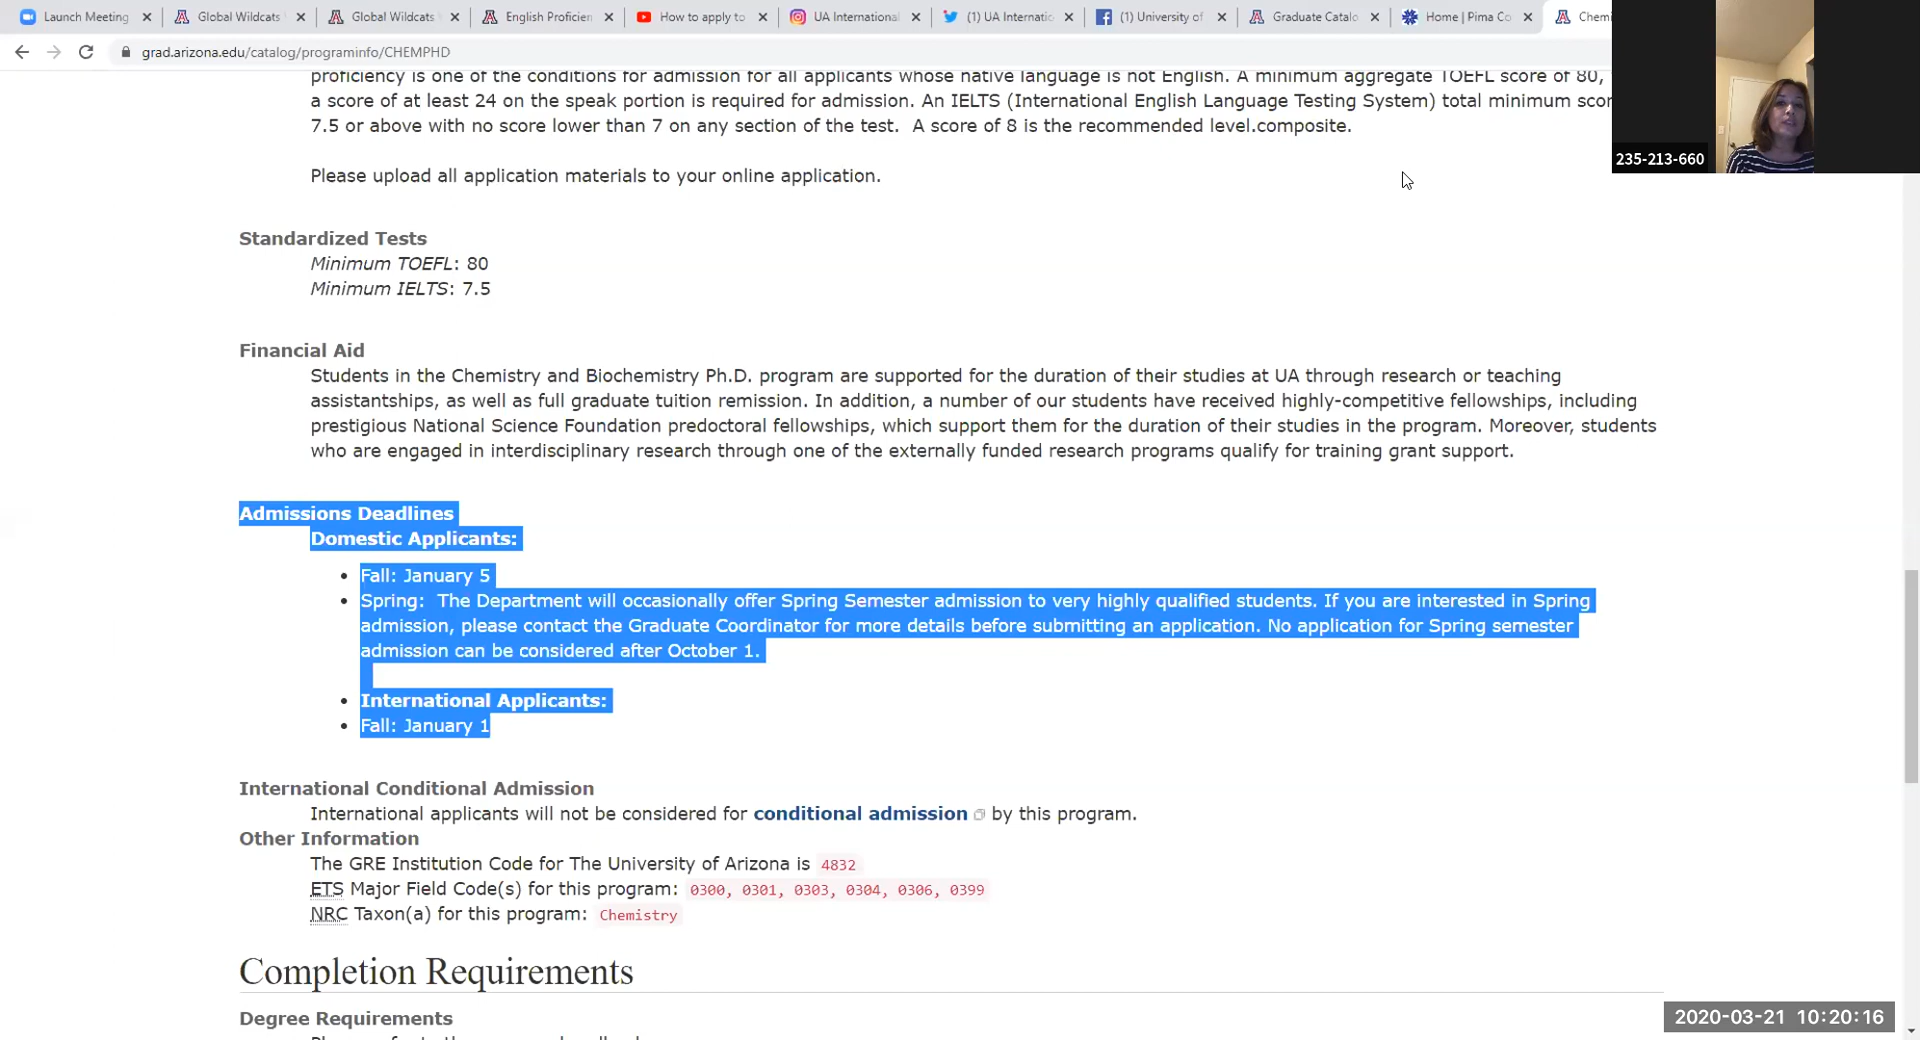 Launch Meeting
Global Wildcats
Global Wildcats
English Proficien
How to apply to
UA International
(1) UA Internatio
(1) University of
Graduate Catalo
Home | Pima Co
Chemi
grad.arizona.edu/catalog/programinfo/CHEMPHD
235-213-660
proficiency is one of the conditions for admission for all applicants whose native language is not English. A minimum aggregate TOEFL score of 80,
a score of at least 24 on the speak portion is required for admission. An IELTS (International English Language Testing System) total minimum scor
7.5 or above with no score lower than 7 on any section of the test.  A score of 8 is the recommended level.composite.
Please upload all application materials to your online application.
Standardized Tests
Minimum TOEFL: 80
Minimum IELTS: 7.5
Financial Aid
Students in the Chemistry and Biochemistry Ph.D. program are supported for the duration of their studies at UA through research or teaching
assistantships, as well as full graduate tuition remission. In addition, a number of our students have received highly-competitive fellowships, including
prestigious National Science Foundation predoctoral fellowships, which support them for the duration of their studies in the program. Moreover, students
who are engaged in interdisciplinary research through one of the externally funded research programs qualify for training grant support.
Admissions Deadlines
Domestic Applicants:
• Fall: January 5
• Spring:  The Department will occasionally offer Spring Semester admission to very highly qualified students. If you are interested in Spring
admission, please contact the Graduate Coordinator for more details before submitting an application. No application for Spring semester
admission can be considered after October 1.
• International Applicants:
• Fall: January 1
International Conditional Admission
International applicants will not be considered for conditional admission by this program.
Other Information
The GRE Institution Code for The University of Arizona is 4832
ETS Major Field Code(s) for this program: 0300, 0301, 0303, 0304, 0306, 0399
NRC Taxon(a) for this program: Chemistry
Completion Requirements
Degree Requirements
2020-03-21 10:20:16